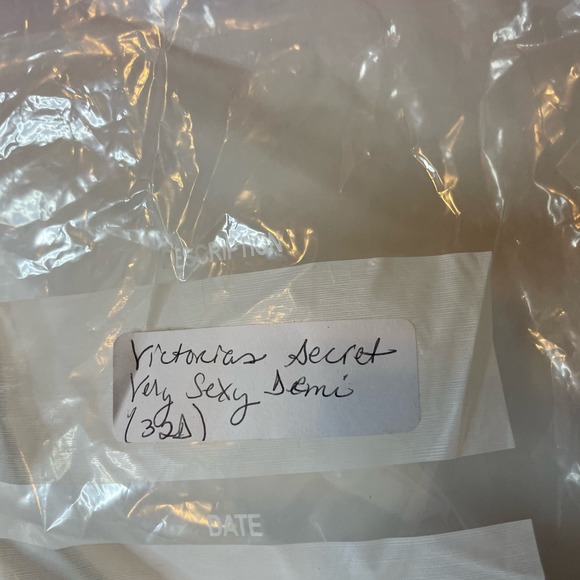 DESCRIPTION
Victorias Secret
Very Sexy Demi
(32D)
DATE